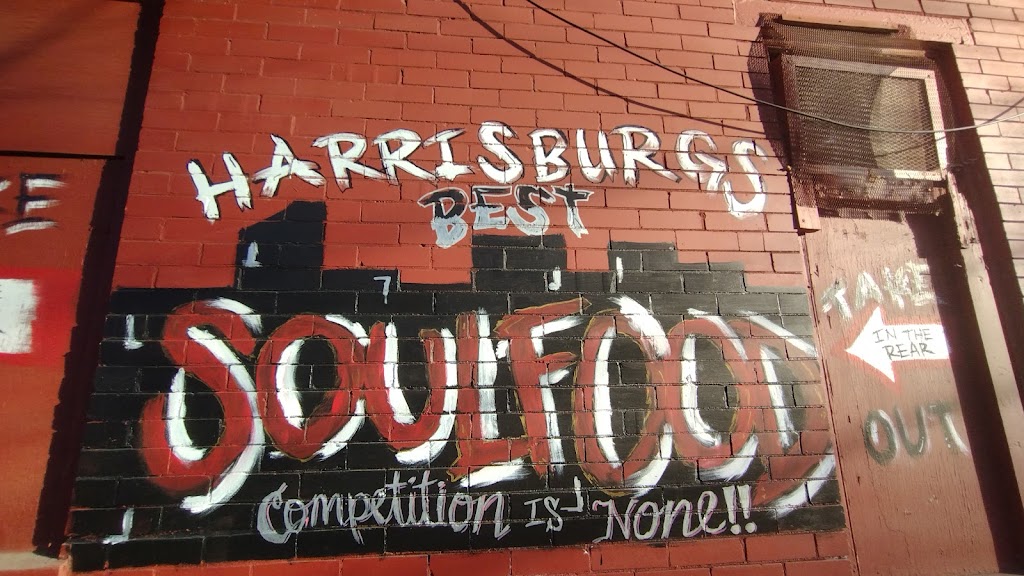 HARRISBURGS
BEST
SOULFOOD
Competition IS None!!
TAKE
IN THE
REAR
OUT